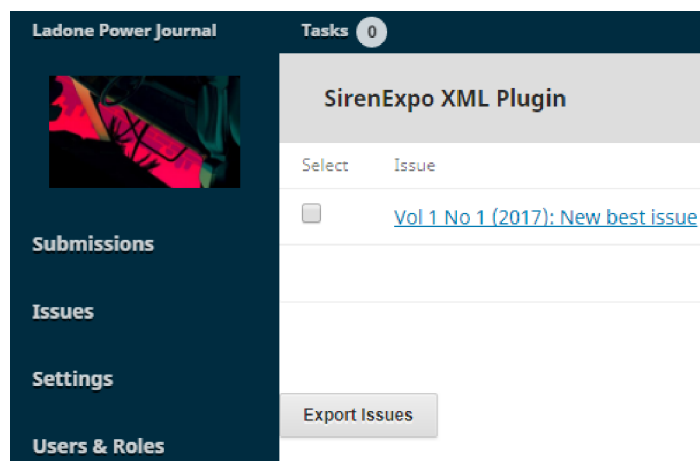 Ladone Power Journal
Tasks 0
SirenExpo XML Plugin
Select Issue
Vol 1 No 1 (2017): New best issue
Submissions
Issues
Settings
Export Issues
Users & Roles